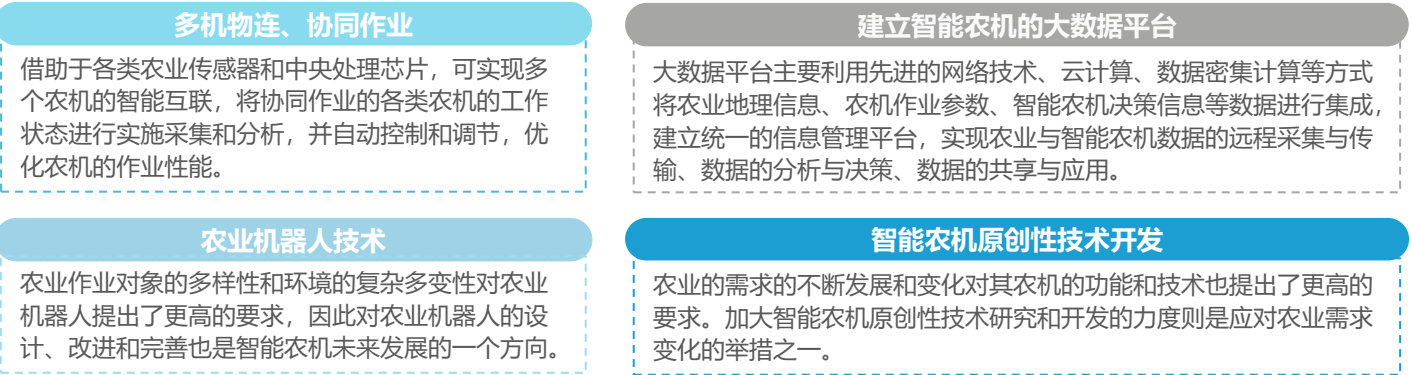 多机物连、协同作业
借助于各类农业传感器和中央处理芯片，可实现多
个农机的智能互联，将协同作业的各类农机的工作
状态进行实施采集和分析，并自动控制和调节，优
化农机的作业性能。
建立智能农机的大数据平台
大数据平台主要利用先进的网络技术、云计算、数据密集计算等方式
将农业地理信息、农机作业参数、智能农机决策信息等数据进行集成，
建立统一的信息管理平台，实现农业与智能农机数据的远程采集与传
输、数据的分析与决策、数据的共享与应用。
农业机器人技术
农业作业对象的多样性和环境的复杂多变性对农业
机器人提出了更高的要求，因此对农业机器人的设
计、改进和完善也是智能农机未来发展的一个方向。
智能农机原创性技术开发
农业的需求的不断发展和变化对其农机的功能和技术也提出了更高的
要求。加大智能农机原创性技术研究和开发的力度则是应对农业需求
变化的举措之一。